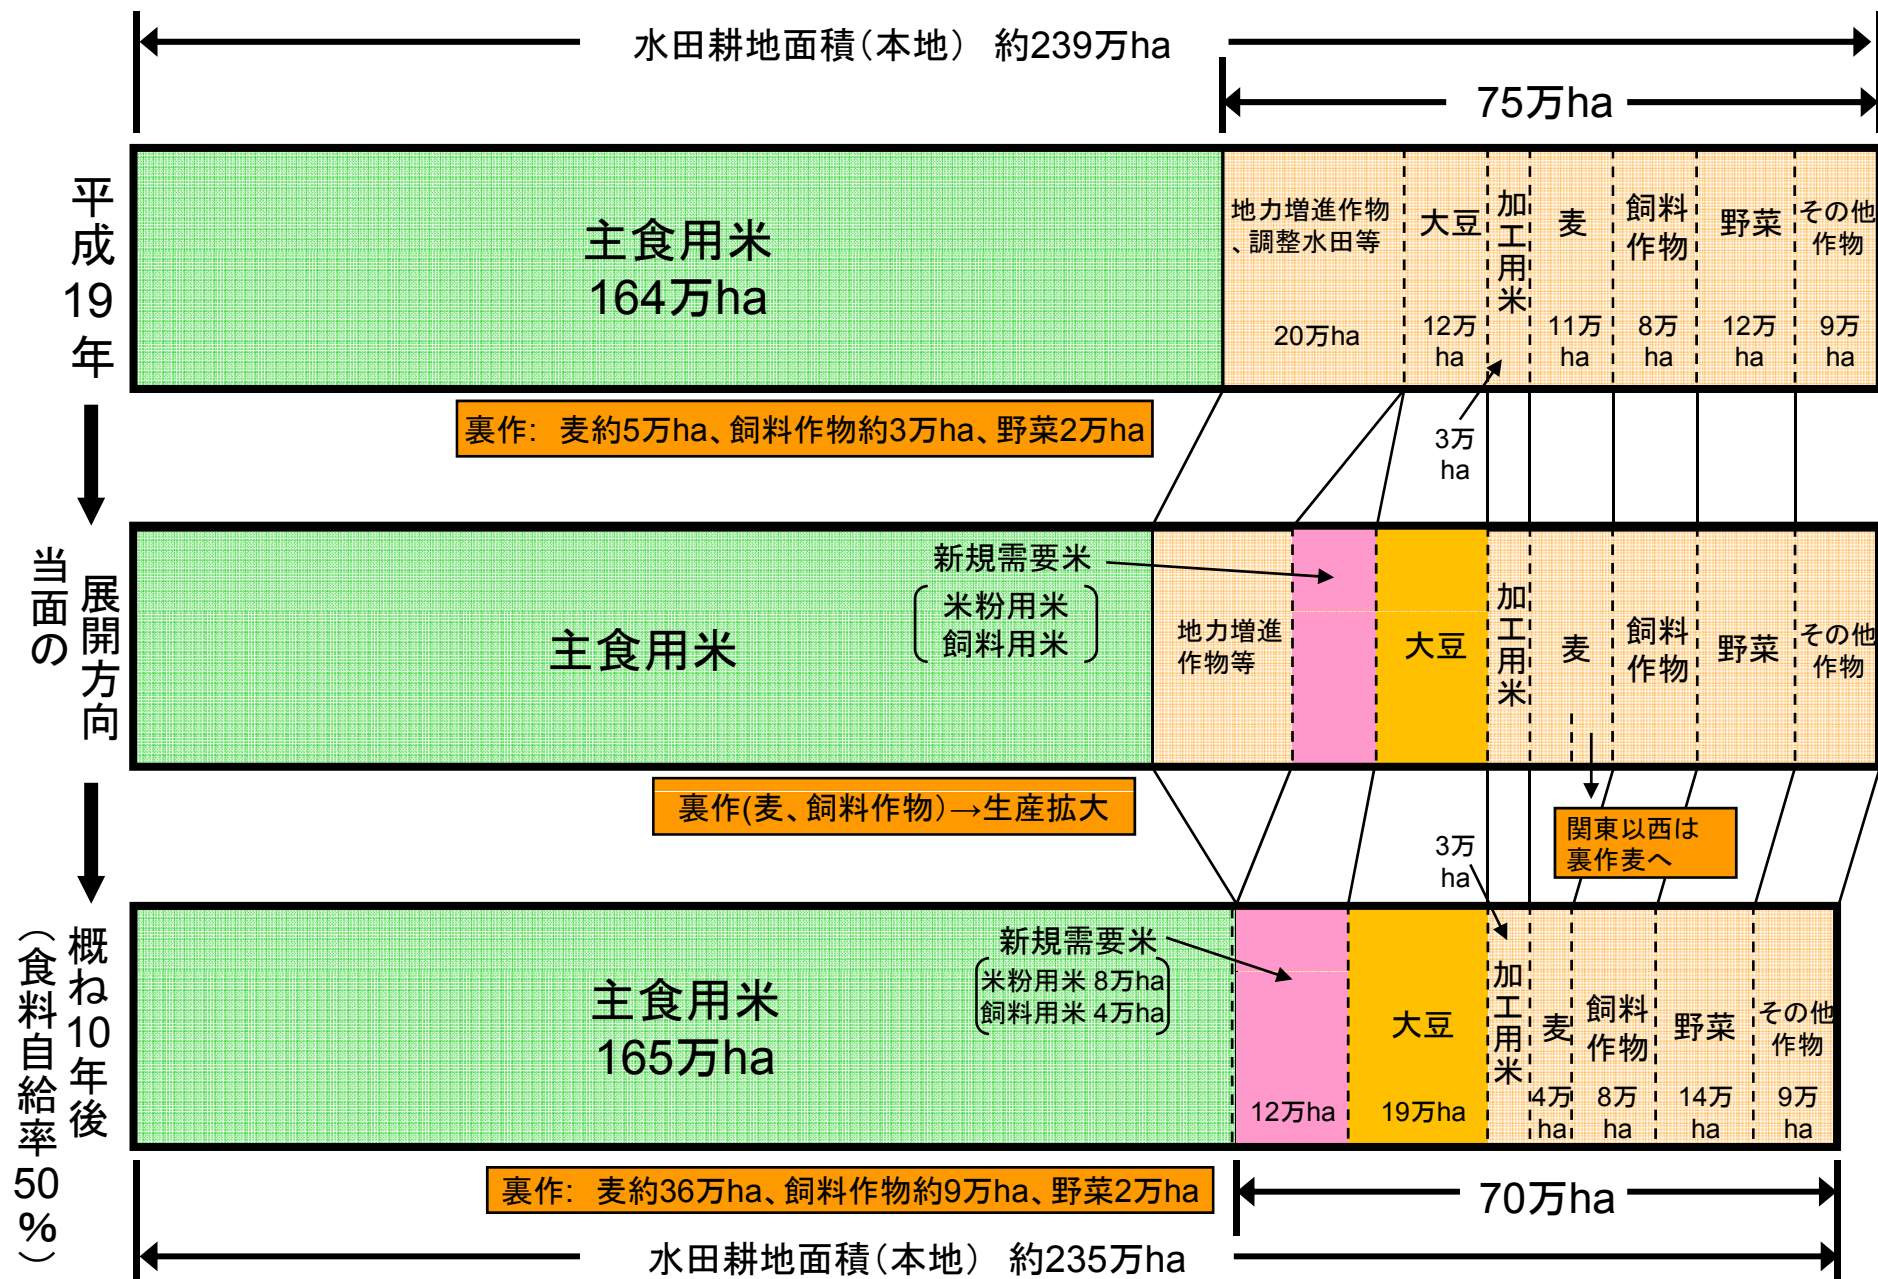 水田耕地面積（本地） 約239万ha
75万ha
平成19年
主食用米
164万ha
地力増進作物
、調整水田等
20万ha
大豆
12万
ha
加工用米
3万
ha
麦
11万
ha
飼料
作物
8万
ha
野菜
12万
ha
その他
作物
9万
ha
裏作: 麦約5万ha、飼料作物約3万ha、野菜2万ha
当面の
展開方向
主食用米
新規需要米
米粉用米
飼料用米
地力増進
作物等
大豆
加工用米
麦
飼料
作物
野菜
その他
作物
裏作(麦、飼料作物)→生産拡大
関東以西は
裏作麦へ
概ね10年後
（食料自給率50%）
主食用米
165万ha
新規需要米
米粉用米 8万ha
飼料用米 4万ha
12万ha
大豆
19万ha
3万
ha
加工用米
麦
4万
ha
飼料
作物
8万
ha
野菜
14万
ha
その他
作物
9万
ha
裏作: 麦約36万ha、飼料作物約9万ha、野菜2万ha
70万ha
水田耕地面積（本地） 約235万ha